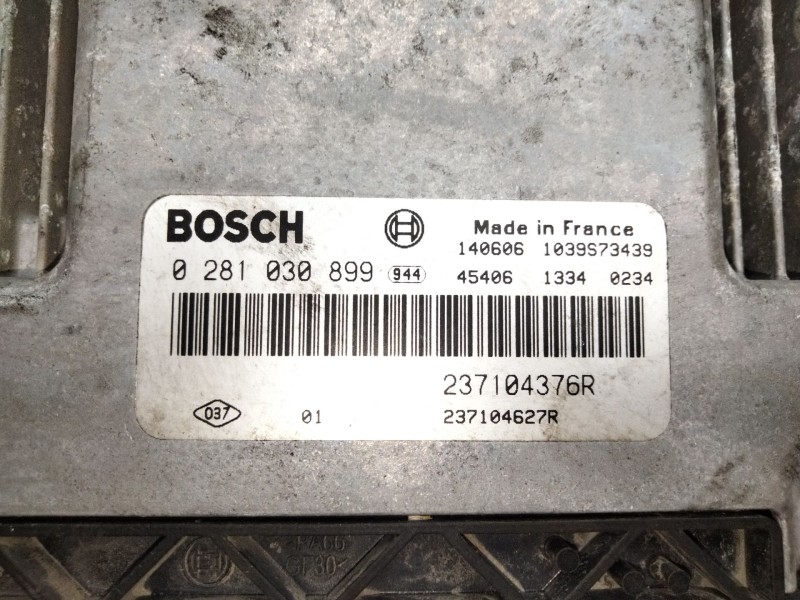 BOSCH
Made in France
140606 1039S73439
0 281 030 899 944 45406 1334 0234
237104376R
037 01 237104627R